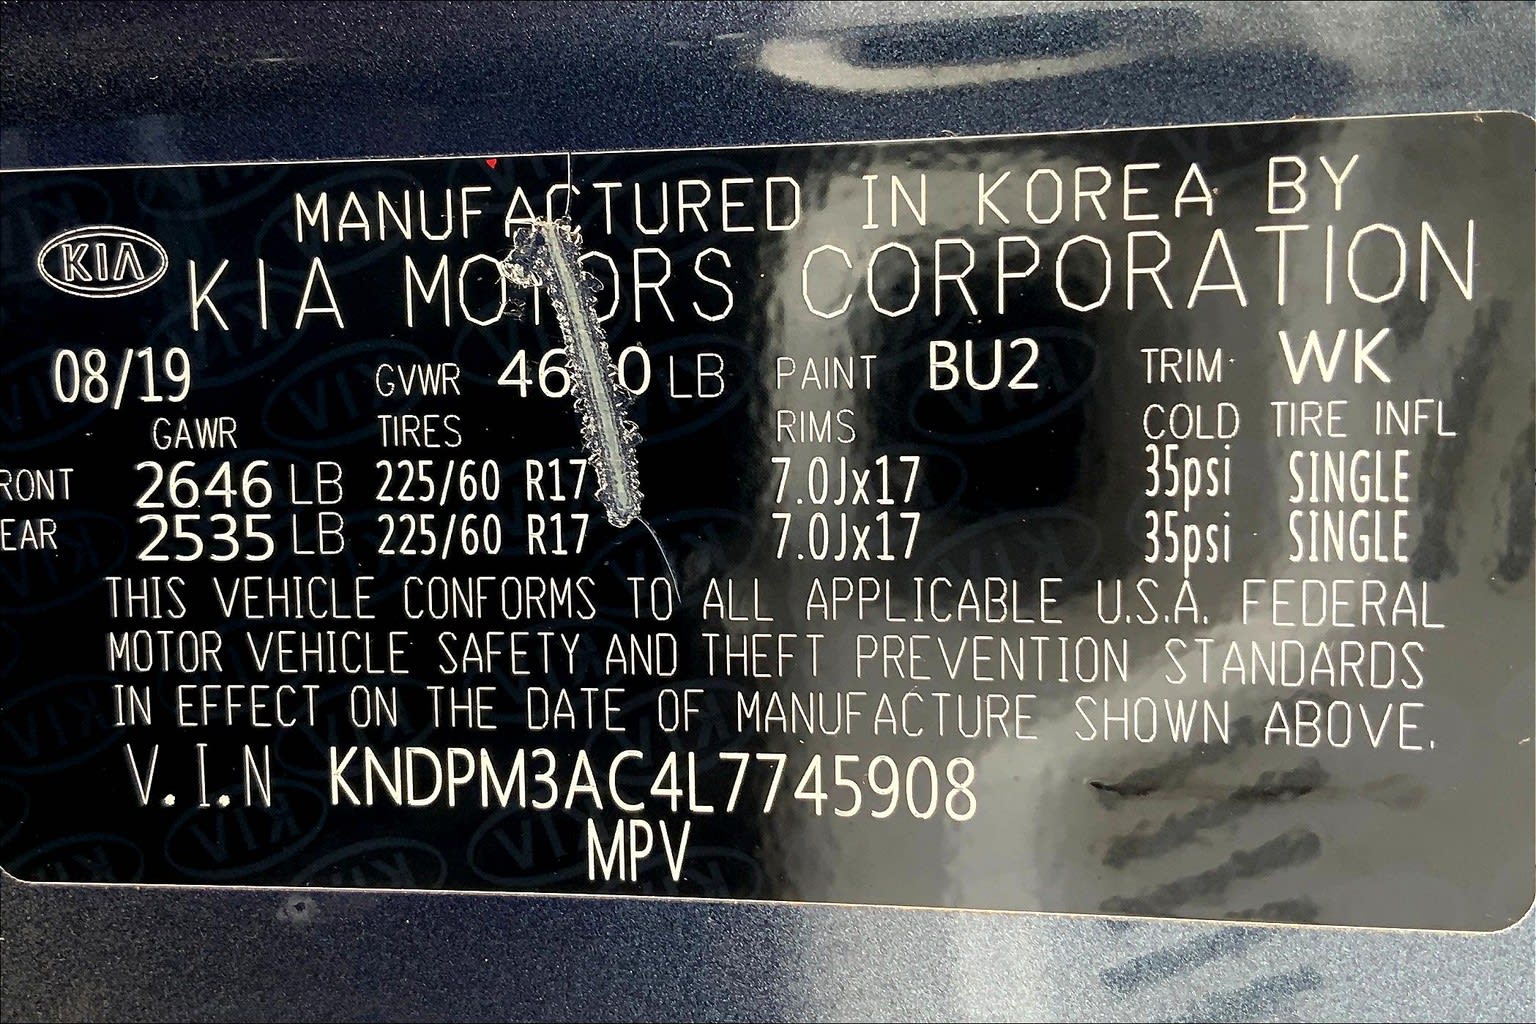 MANUFACTURED IN KOREA BY
KIA KIA MOTORS CORPORATION
08/19 GVWR LB PAINT BU2 TRIM WK
GAWR TIRES RIMS COLD TIRE INFL
RONT 2646 LB 225/60 R17 7.0Jx17 35psi SINGLE
EAR 2535 LB 225/60 R17 7.0Jx17 35psi SINGLE
THIS VEHICLE CONFORMS TO ALL APPLICABLE U.S.A. FEDERAL
MOTOR VEHICLE SAFETY AND THEFT PREVENTION STANDARDS
IN EFFECT ON THE DATE OF MANUFACTURE SHOWN ABOVE.
V.I.N KNDPM3AC4L7745908
MPV